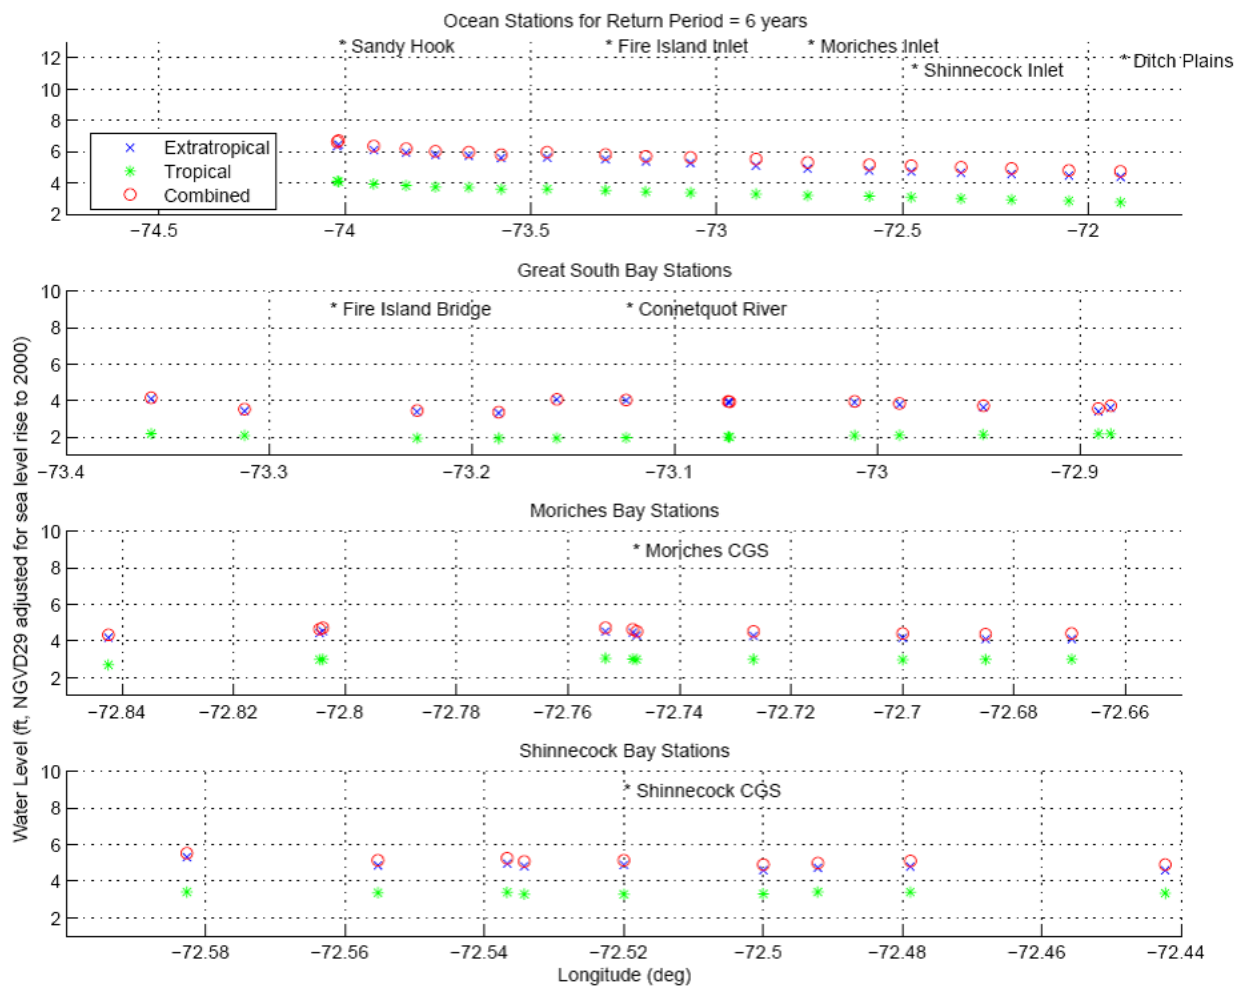 Ocean Stations for Return Period = 6 years
* Sandy Hook * Fire Island Inlet * Moriches Inlet
* Shinnecock Inlet * Ditch Plains
12
10
8
6
4
2
Extratropical
Tropical
Combined
−74.5 −74 −73.5 −73 −72.5 −72
Great South Bay Stations
* Fire Island Bridge * Connetquot River
10
8
6
4
2
−73.4 −73.3 −73.2 −73.1 −73 −72.9
Moriches Bay Stations
* Moriches CGS
10
8
6
4
2
−72.84 −72.82 −72.8 −72.78 −72.76 −72.74 −72.72 −72.7 −72.68 −72.66
Shinnecock Bay Stations
* Shinnecock CGS
10
8
6
4
2
−72.58 −72.56 −72.54 −72.52 −72.5 −72.48 −72.46 −72.44
Longitude (deg)
Water Level (ft, NGVD29 adjusted for sea level rise to 2000)